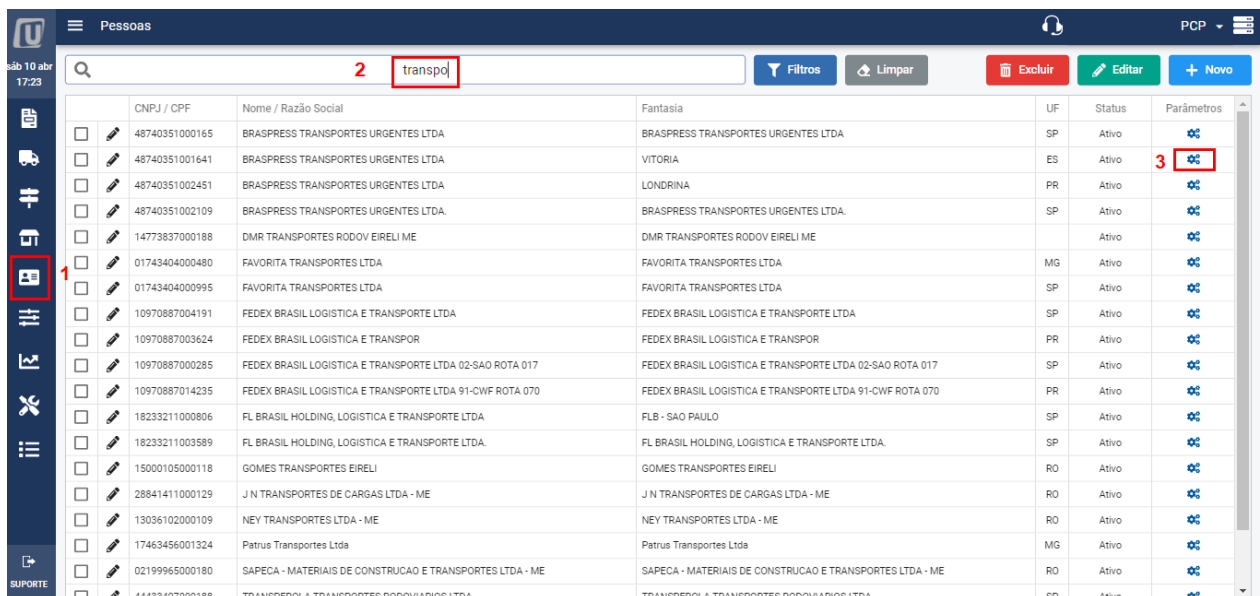 U
Pessoas
PCP
sáb 10 abr
17:23
2
transpo
Filtros
Limpar
Excluir
Editar
+ Novo
CNPJ / CPF Nome / Razão Social Fantasia UF Status Parâmetros
48740351000165 BRASPRESS TRANSPORTES URGENTES LTDA BRASPRESS TRANSPORTES URGENTES LTDA SP Ativo
48740351001641 BRASPRESS TRANSPORTES URGENTES LTDA VITORIA ES Ativo 3
48740351002451 BRASPRESS TRANSPORTES URGENTES LTDA LONDRINA PR Ativo
48740351002109 BRASPRESS TRANSPORTES URGENTES LTDA. BRASPRESS TRANSPORTES URGENTES LTDA. SP Ativo
14773837000188 DMR TRANSPORTES RODOV EIRELI ME DMR TRANSPORTES RODOV EIRELI ME Ativo
1 01743404000480 FAVORITA TRANSPORTES LTDA FAVORITA TRANSPORTES LTDA MG Ativo
01743404000995 FAVORITA TRANSPORTES LTDA FAVORITA TRANSPORTES LTDA SP Ativo
10970887004191 FEDEX BRASIL LOGISTICA E TRANSPORTE LTDA FEDEX BRASIL LOGISTICA E TRANSPORTE LTDA SP Ativo
10970887003624 FEDEX BRASIL LOGISTICA E TRANSPOR FEDEX BRASIL LOGISTICA E TRANSPOR PR Ativo
10970887000285 FEDEX BRASIL LOGISTICA E TRANSPORTE LTDA 02-SAO ROTA 017 FEDEX BRASIL LOGISTICA E TRANSPORTE LTDA 02-SAO ROTA 017 SP Ativo
10970887014235 FEDEX BRASIL LOGISTICA E TRANSPORTE LTDA 91-CWF ROTA 070 FEDEX BRASIL LOGISTICA E TRANSPORTE LTDA 91-CWF ROTA 070 PR Ativo
18233211000806 FL BRASIL HOLDING, LOGISTICA E TRANSPORTE LTDA FLB - SAO PAULO SP Ativo
18233211003589 FL BRASIL HOLDING, LOGISTICA E TRANSPORTE LTDA. FL BRASIL HOLDING, LOGISTICA E TRANSPORTE LTDA. SP Ativo
15000105000118 GOMES TRANSPORTES EIRELI GOMES TRANSPORTES EIRELI RO Ativo
28841411000129 J N TRANSPORTES DE CARGAS LTDA - ME J N TRANSPORTES DE CARGAS LTDA - ME RO Ativo
13036102000109 NEY TRANSPORTES LTDA - ME NEY TRANSPORTES LTDA - ME RO Ativo
17463456001324 Patrus Transportes Ltda Patrus Transportes Ltda MG Ativo
02199965000180 SAPECA - MATERIAIS DE CONSTRUCAO E TRANSPORTES LTDA - ME SAPECA - MATERIAIS DE CONSTRUCAO E TRANSPORTES LTDA - ME RO Ativo
SUPORTE